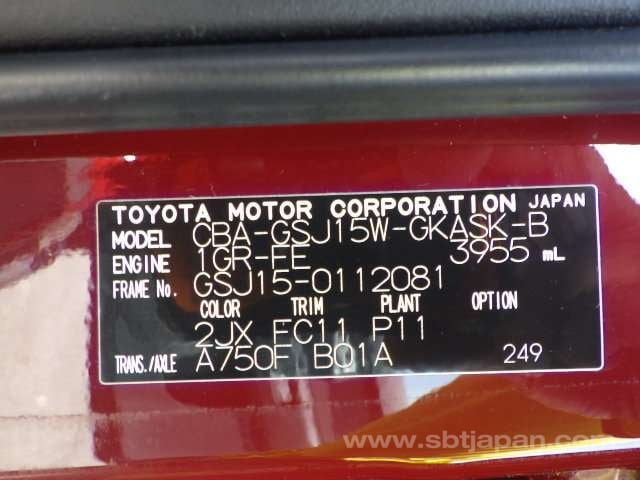 TOYOTA MOTOR CORPORATION JAPAN
MODEL CBA-GSJ15W-GKASK-B
ENGINE 1GR-FE 3955 mL
FRAME No. GSJ15-0112081
COLOR TRIM PLANT OPTION
2JX FC11 P11
TRANS./AXLE A750F B01A 249
www.sbtjapan.com